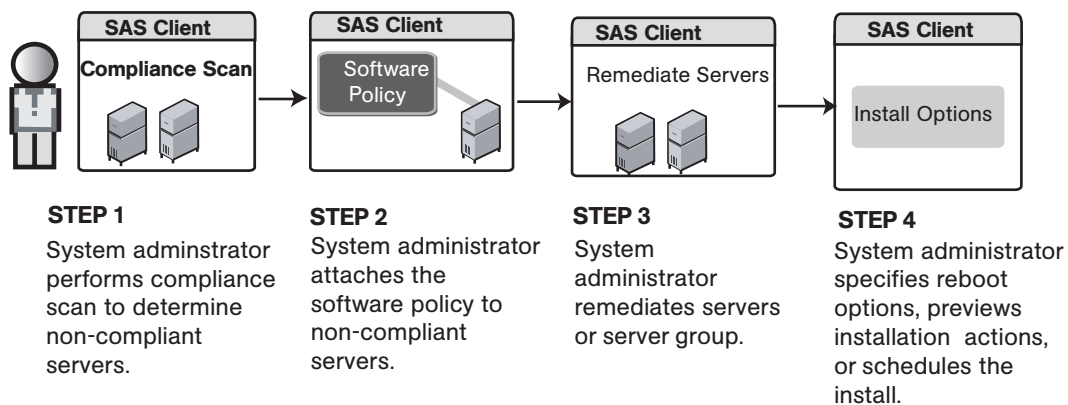 SAS Client
Compliance Scan
SAS Client
Software
Policy
SAS Client
Remediate Servers
SAS Client
Install Options
STEP 1
System adminstrator
performs compliance
scan to determine
non-compliant
servers.
STEP 2
System administrator
attaches the
software policy to
non-compliant
servers.
STEP 3
System
administrator
remediates servers
or server group.
STEP 4
System administrator
specifies reboot
options, previews
installation actions,
or schedules the
install.